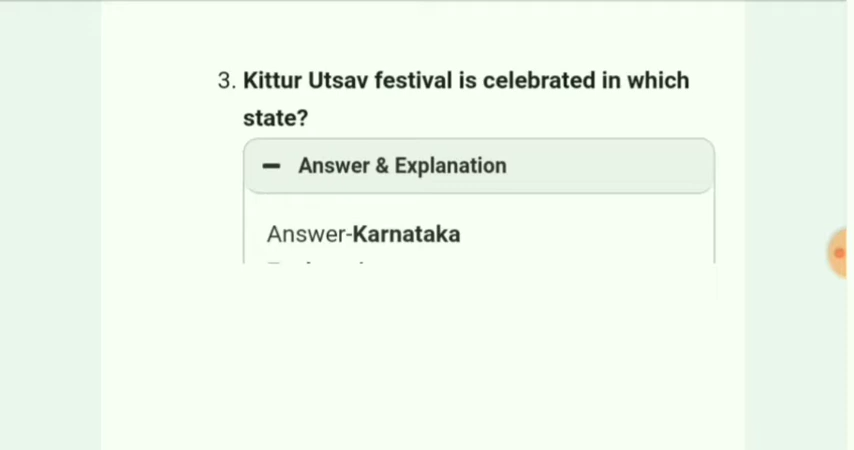 3. Kittur Utsav festival is celebrated in which
state?
Answer & Explanation
Answer-Karnataka